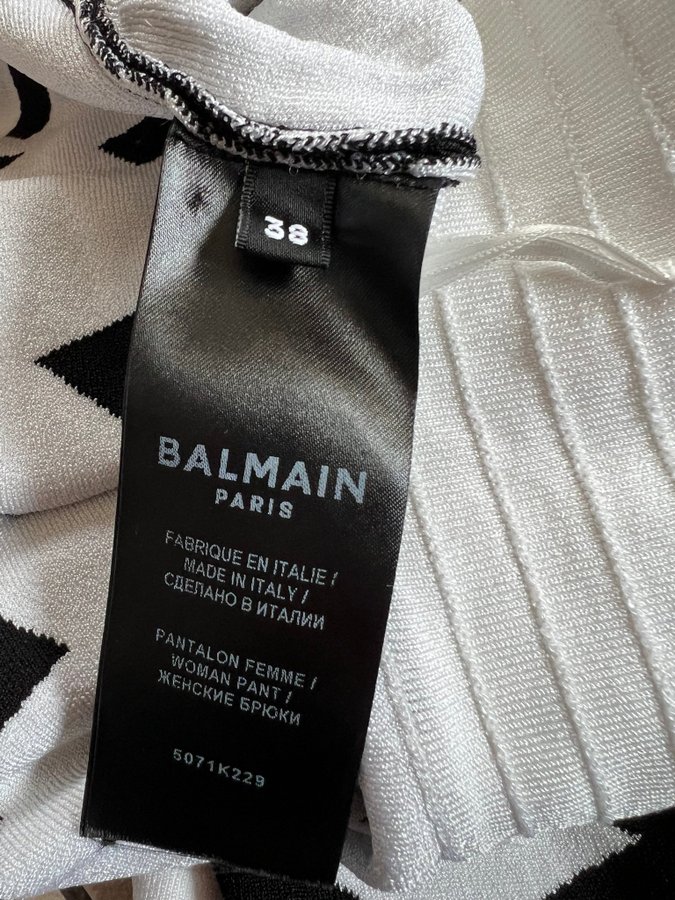 38
BALMAIN
PARIS
FABRIQUE EN ITALIE /
MADE IN ITALY /
СДЕЛАНО В ИТАЛИИ
PANTALON FEMME /
WOMAN PANT /
ЖЕНСКИЕ БРЮКИ
5071K229